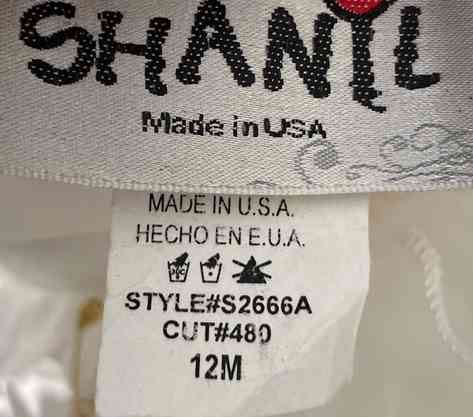 SHANIL
Made in USA
MADE IN U.S.A.
HECHO EN E.U.A.
STYLE#S2666A
CUT#480
12M